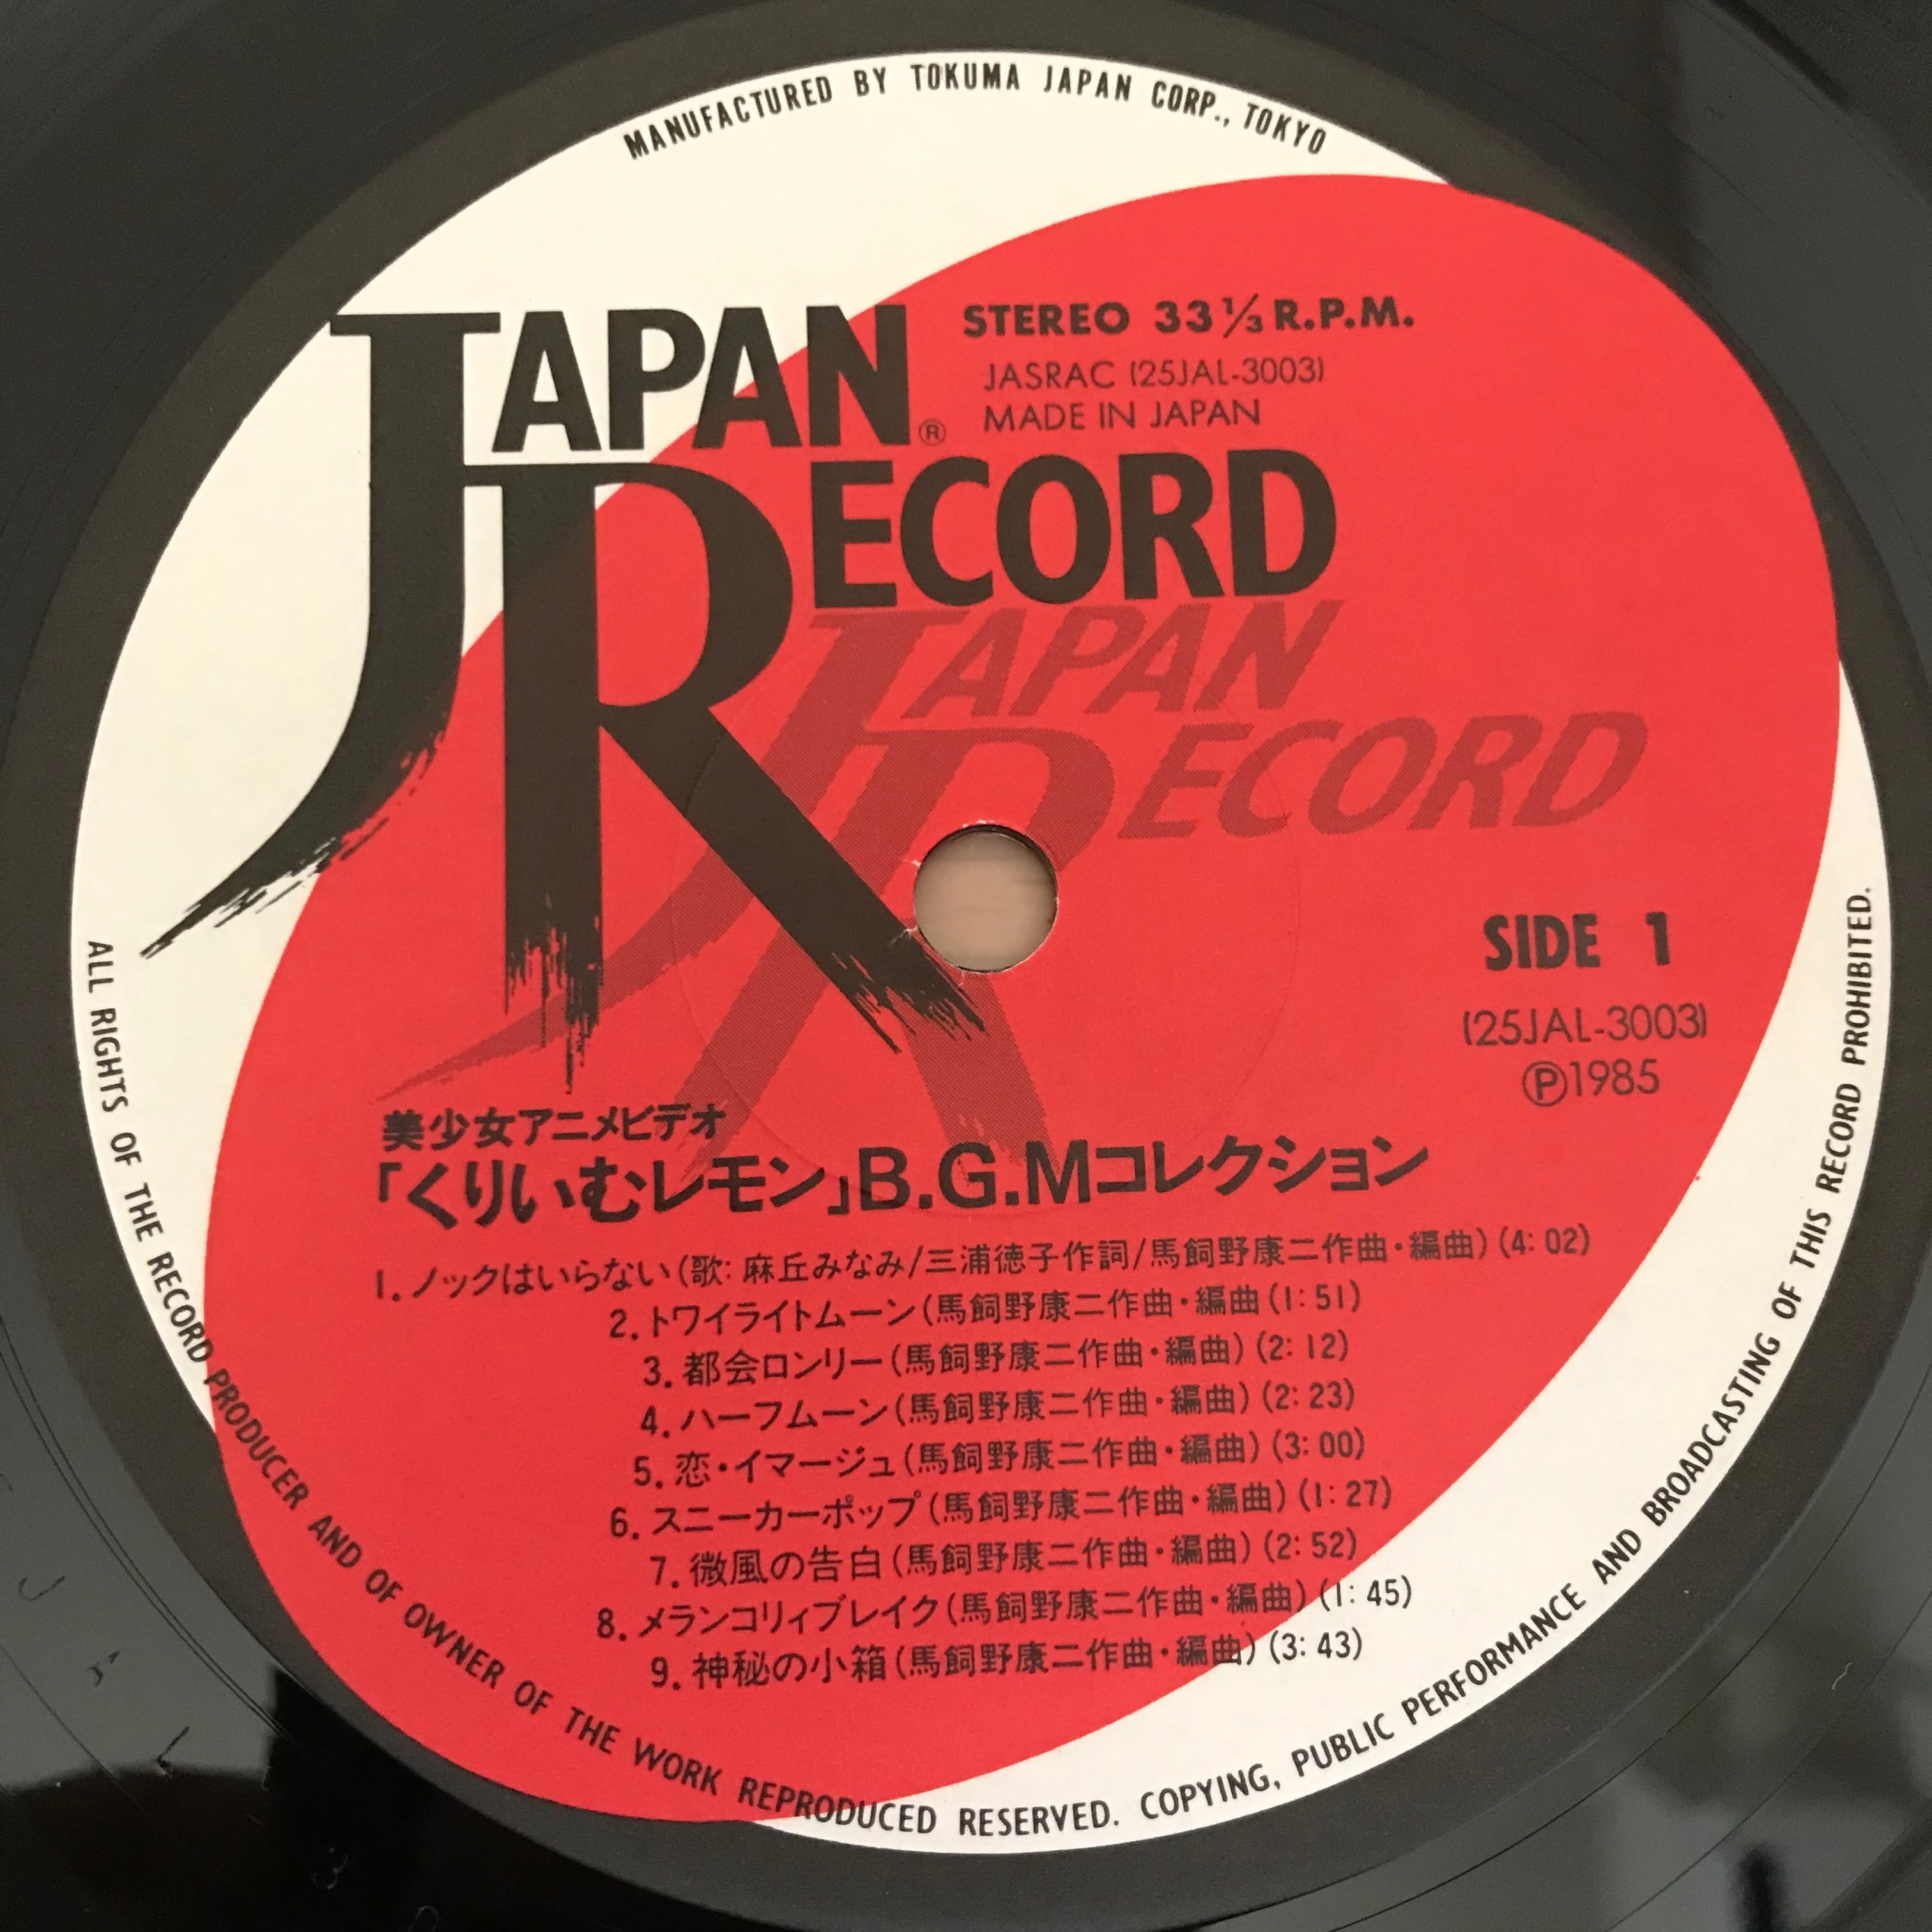 MANUFACTURED BY TOKUMA JAPAN CORP., TOKYO
JAPAN®
RECORD
STEREO 33⅓ R.P.M.
JASRAC (25JAL-3003)
MADE IN JAPAN
JAPAN
RECORD
SIDE 1
(25JAL-3003)
Ⓟ1985
美少女アニメビデオ
「くりいむレモン」B.G.Mコレクション
1. ノックはいらない (歌: 麻丘みなみ/三浦徳子作詞/馬飼野康二作曲・編曲) (4: 02)
2. トワイライトムーン (馬飼野康二作曲・編曲 (1: 51)
3. 都会ロンリー (馬飼野康二作曲・編曲) (2: 12)
4. ハーフムーン (馬飼野康二作曲・編曲) (2: 23)
5. 恋・イマージュ (馬飼野康二作曲・編曲) (3: 00)
6. スニーカーポップ (馬飼野康二作曲・編曲) (1: 27)
7. 微風の告白 (馬飼野康二作曲・編曲) (2: 52)
8. メランコリィブレイク (馬飼野康二作曲・編曲) (1: 45)
9. 神秘の小箱 (馬飼野康二作曲・編曲) (3: 43)
ALL RIGHTS OF THE RECORD PRODUCER AND OF OWNER OF THE WORK REPRODUCED RESERVED. COPYING, PUBLIC PERFORMANCE AND BROADCASTING OF THIS RECORD PROHIBITED.